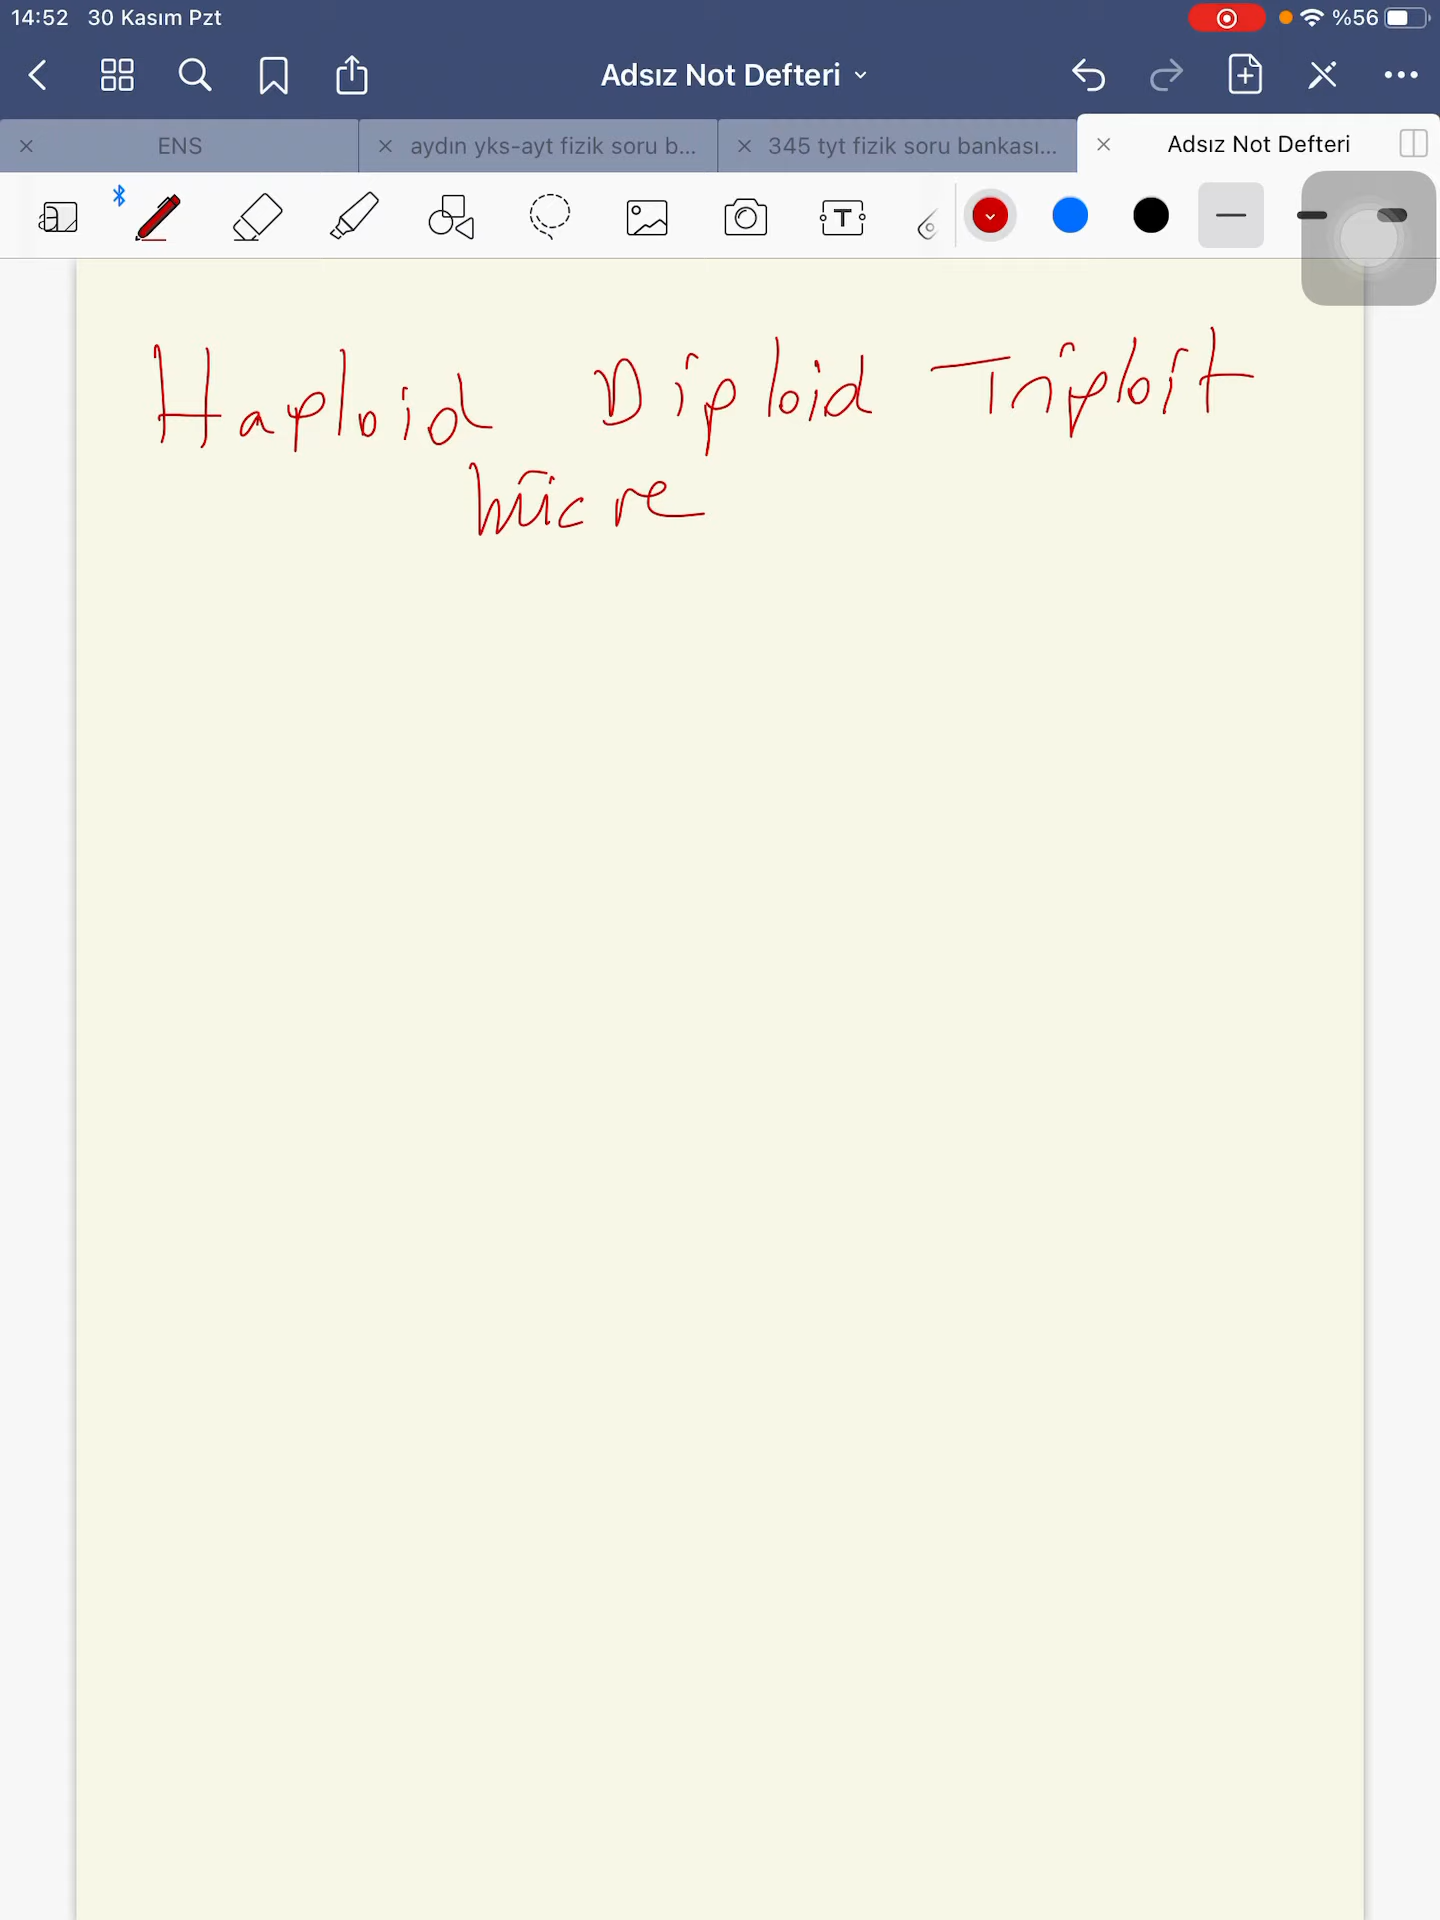 14:52 30 Kasım Pzt %56
Adsız Not Defteri
ENS aydın yks-ayt fizik soru b... 345 tyt fizik soru bankası... Adsız Not Defteri
Haploid Diploid Triploit
hücre